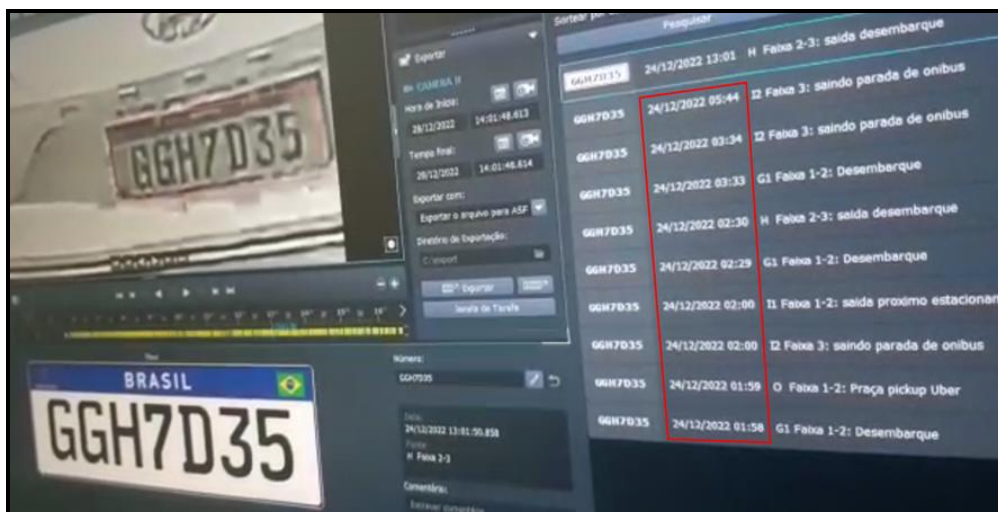 GGH7D35
BRASIL
GGH7D35
Exportar
CAMERA H
Hora de Início:
28/12/2022 14:01:48.613
Tempo final:
28/12/2022 14:01:48.614
Exportar com:
Exportar o arquivo para ASF
Diretório de Exportação:
C:\export
Exportar
Janela de Tarefa
Número:
GGH7D35
Data:
24/12/2022 13:01:50.858
Fonte:
H Faixa 2-3
Comentário:
Sortear por
Pesquisar
GGH7D35 24/12/2022 13:01 H Faixa 2-3: saida desembarque
GGH7D35 24/12/2022 05:44 I2 Faixa 3: saindo parada de onibus
GGH7D35 24/12/2022 03:34 I2 Faixa 3: saindo parada de onibus
GGH7D35 24/12/2022 03:33 G1 Faixa 1-2: Desembarque
GGH7D35 24/12/2022 02:30 H Faixa 2-3: saida desembarque
GGH7D35 24/12/2022 02:29 G1 Faixa 1-2: Desembarque
GGH7D35 24/12/2022 02:00 I1 Faixa 1-2: saida proximo estacionam
GGH7D35 24/12/2022 02:00 I2 Faixa 3: saindo parada de onibus
GGH7D35 24/12/2022 01:59 O Faixa 1-2: Praça pickup Uber
GGH7D35 24/12/2022 01:58 G1 Faixa 1-2: Desembarque